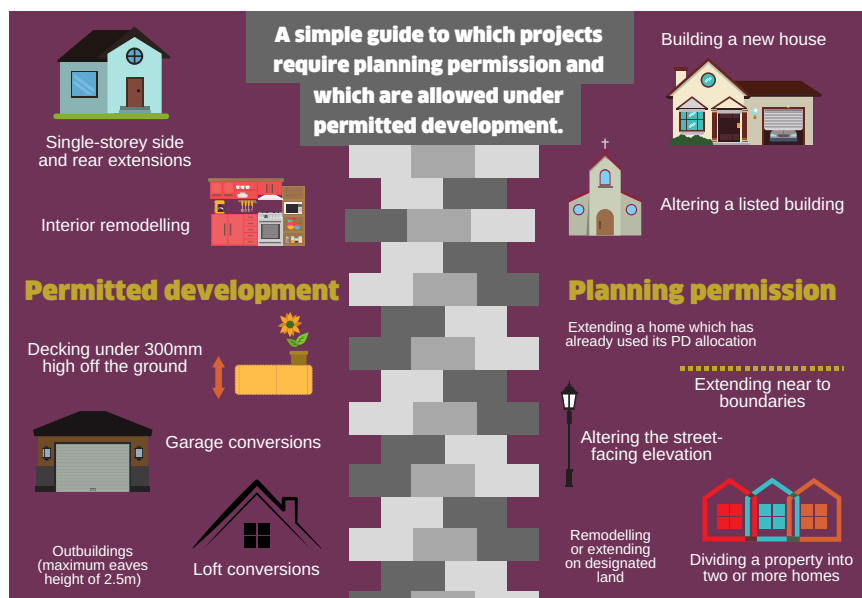 A simple guide to which projects
require planning permission and
which are allowed under
permitted development.
Single-storey side
and rear extensions
Interior remodelling
Permitted development
Decking under 300mm
high off the ground
Garage conversions
Outbuildings
(maximum eaves
height of 2.5m)
Loft conversions
Building a new house
Altering a listed building
Planning permission
Extending a home which has
already used its PD allocation
Extending near to
boundaries
Altering the street-
facing elevation
Remodelling
or extending
on designated
land
Dividing a property into
two or more homes